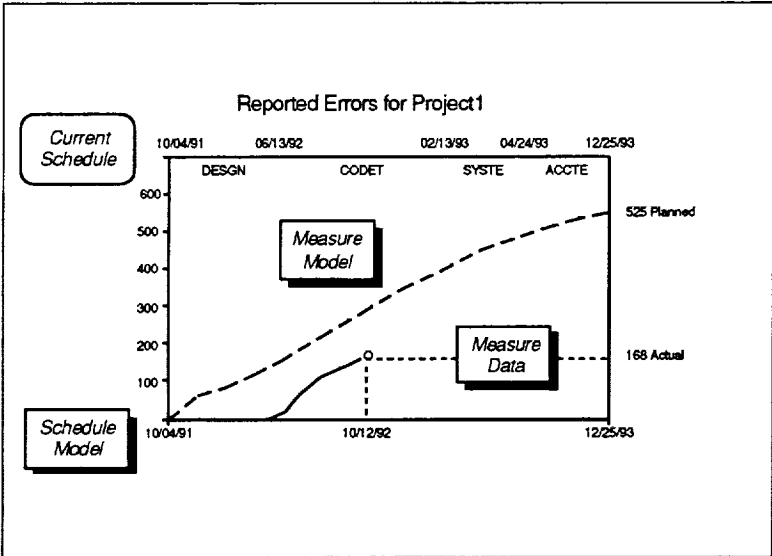 Reported Errors for Project1
Current
Schedule
10/04/91 06/13/92 02/13/93 04/24/93 12/25/93
DESGN CODET SYSTE ACCTE
600
525 Planned
500
Measure
Model
400
300
200
Measure
Data
168 Actual
100
Schedule
Model
10/04/91 10/12/92 12/25/93